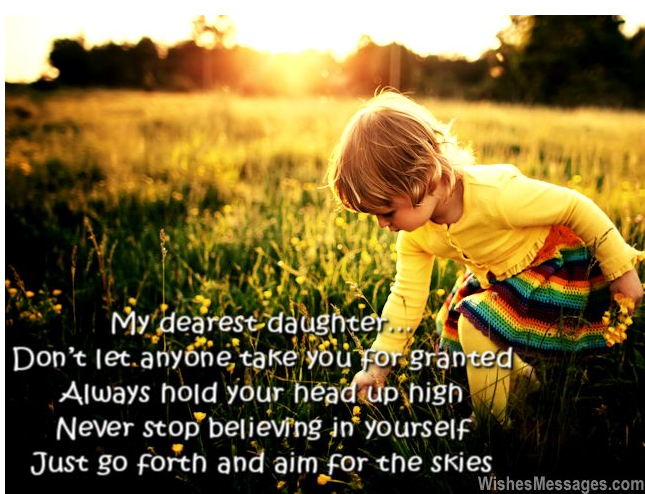 My dearest daughter...
Don't let anyone take you for granted
Always hold your head up high
Never stop believing in yourself
Just go forth and aim for the skies
WishesMessages.com